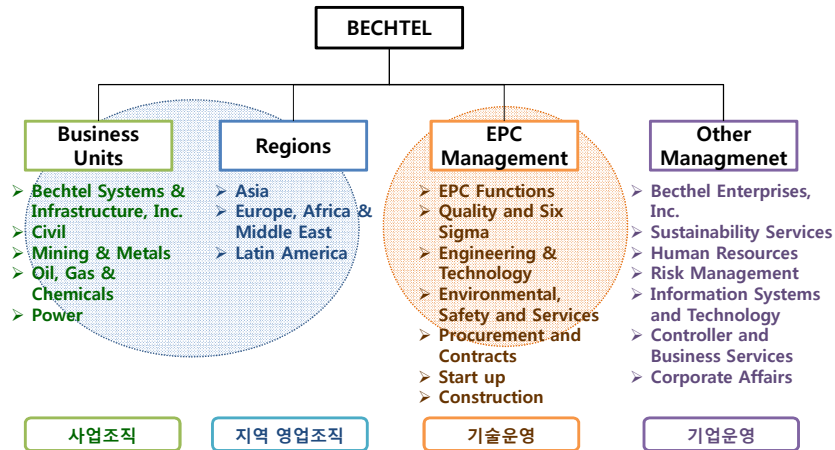 BECHTEL
Business
Units
➢ Bechtel Systems &
Infrastructure, Inc.
➢ Civil
➢ Mining & Metals
➢ Oil, Gas &
Chemicals
➢ Power
사업조직
Regions
➢ Asia
➢ Europe, Africa &
Middle East
➢ Latin America
지역 영업조직
EPC
Management
➢ EPC Functions
➢ Quality and Six
Sigma
➢ Engineering &
Technology
➢ Environmental,
Safety and Services
➢ Procurement and
Contracts
➢ Start up
➢ Construction
기술운영
Other
Managmenet
➢ Becthel Enterprises,
Inc.
➢ Sustainability Services
➢ Human Resources
➢ Risk Management
➢ Information Systems
and Technology
➢ Controller and
Business Services
➢ Corporate Affairs
기업운영